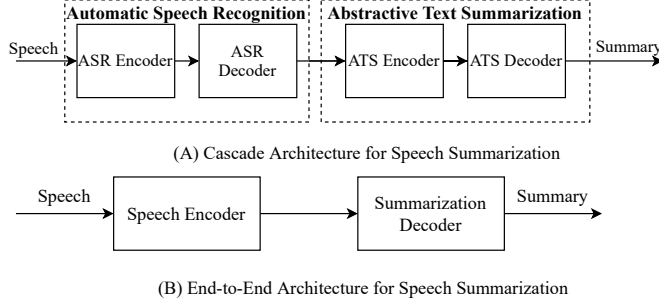 Automatic Speech Recognition
Abstractive Text Summarization
Speech
ASR Encoder
ASR
Decoder
ATS Encoder
ATS Decoder
Summary
(A) Cascade Architecture for Speech Summarization
Speech
Speech Encoder
Summarization
Decoder
Summary
(B) End-to-End Architecture for Speech Summarization